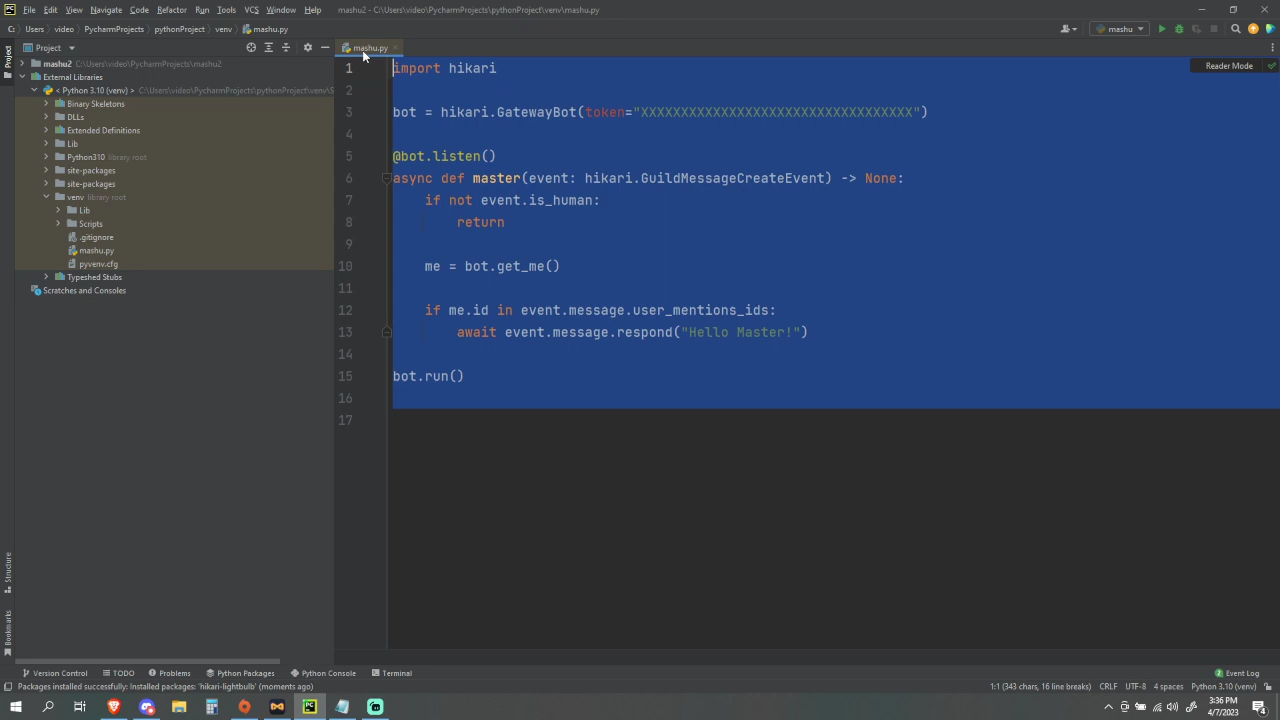 File Edit View Navigate Code Refactor Run Tools VCS Window Help mashu2 - C:\Users\video\PycharmProjects\pythonProject\venv\mashu.py
C: Users video PycharmProjects pythonProject venv mashu.py mashu
Project
mashu.py
mashu2 C:\Users\video\PycharmProjects\mashu2
External Libraries
< Python 3.10 (venv) > C:\Users\video\PycharmProjects\pythonProject\venv\S
Binary Skeletons
DLLs
Extended Definitions
Lib
Python310 library root
site-packages
site-packages
venv library root
Lib
Scripts
.gitignore
mashu.py
pyvenv.cfg
Typeshed Stubs
Scratches and Consoles
Project
Structure
Bookmarks
Reader Mode
1 import hikari
2
3 bot = hikari.GatewayBot(token="XXXXXXXXXXXXXXXXXXXXXXXXXXXXXXXXXX")
4
5 @bot.listen()
6 async def master(event: hikari.GuildMessageCreateEvent) -> None:
7 if not event.is_human:
8 return
9
10 me = bot.get_me()
11
12 if me.id in event.message.user_mentions_ids:
13 await event.message.respond("Hello Master!")
14
15 bot.run()
16
17
Version Control TODO Problems Python Packages Python Console Terminal Event Log
Packages installed successfully: Installed packages: 'hikari-lightbulb' (moments ago) 1:1 (343 chars, 16 line breaks) CRLF UTF-8 4 spaces Python 3.10 (venv)
3:36 PM
4/7/2023